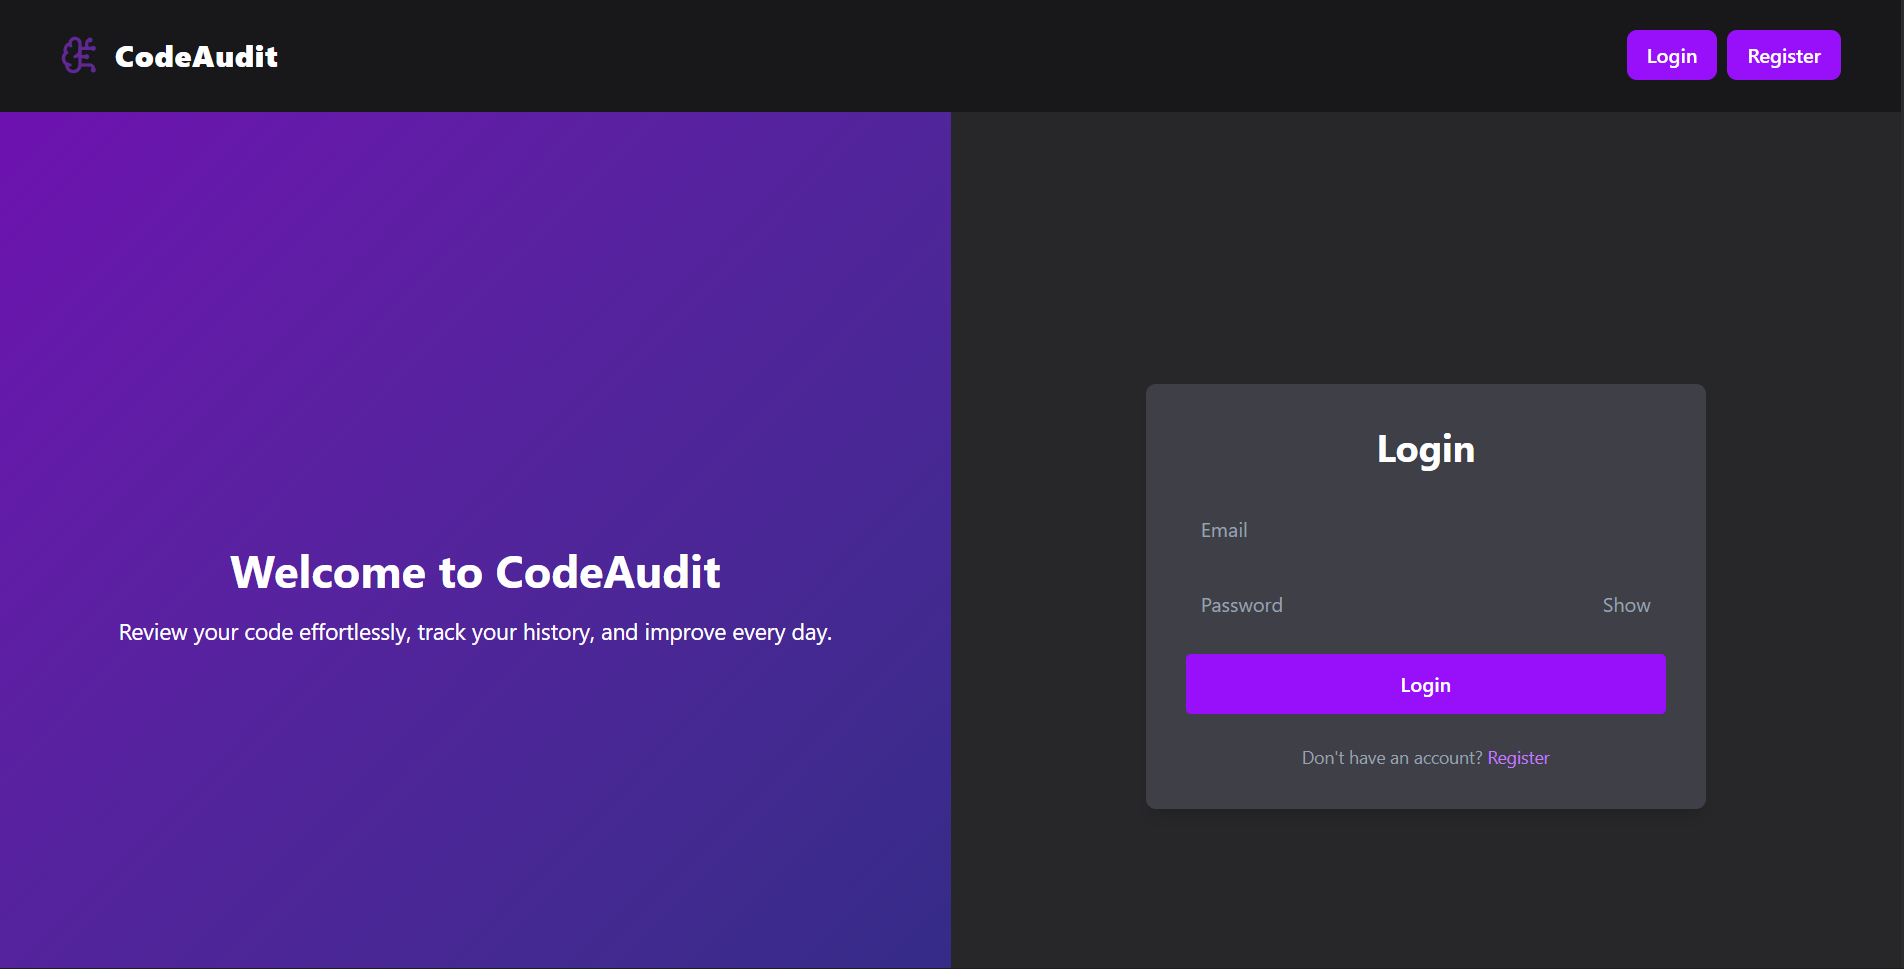 CodeAudit
Login
Register
Welcome to CodeAudit
Review your code effortlessly, track your history, and improve every day.
Login
Email
Password
Show
Login
Don't have an account? Register